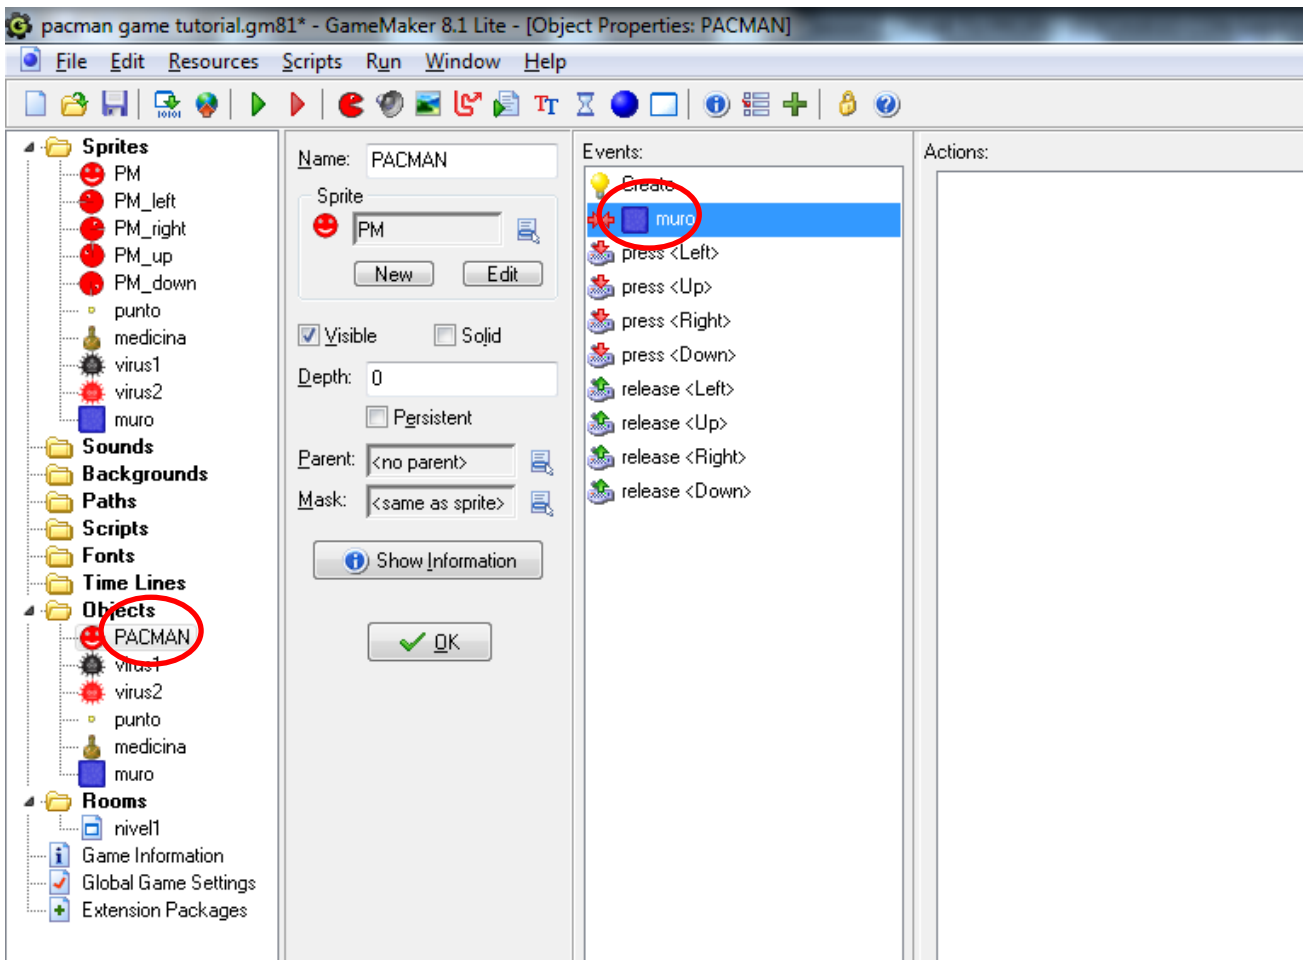 pacman game tutorial.gm81* - GameMaker 8.1 Lite - [Object Properties: PACMAN]
File Edit Resources Scripts Run Window Help
Sprites
PM
PM_left
PM_right
PM_up
PM_down
punto
medicina
virus1
virus2
muro
Sounds
Backgrounds
Paths
Scripts
Fonts
Time Lines
Objects
PACMAN
virus1
virus2
punto
medicina
muro
Rooms
nivel1
Game Information
Global Game Settings
Extension Packages
Name: PACMAN
Sprite
PM
New Edit
Visible Solid
Depth: 0
Persistent
Parent: <no parent>
Mask: <same as sprite>
Show Information
OK
Events:
Create
muro
press <Left>
press <Up>
press <Right>
press <Down>
release <Left>
release <Up>
release <Right>
release <Down>
Actions: